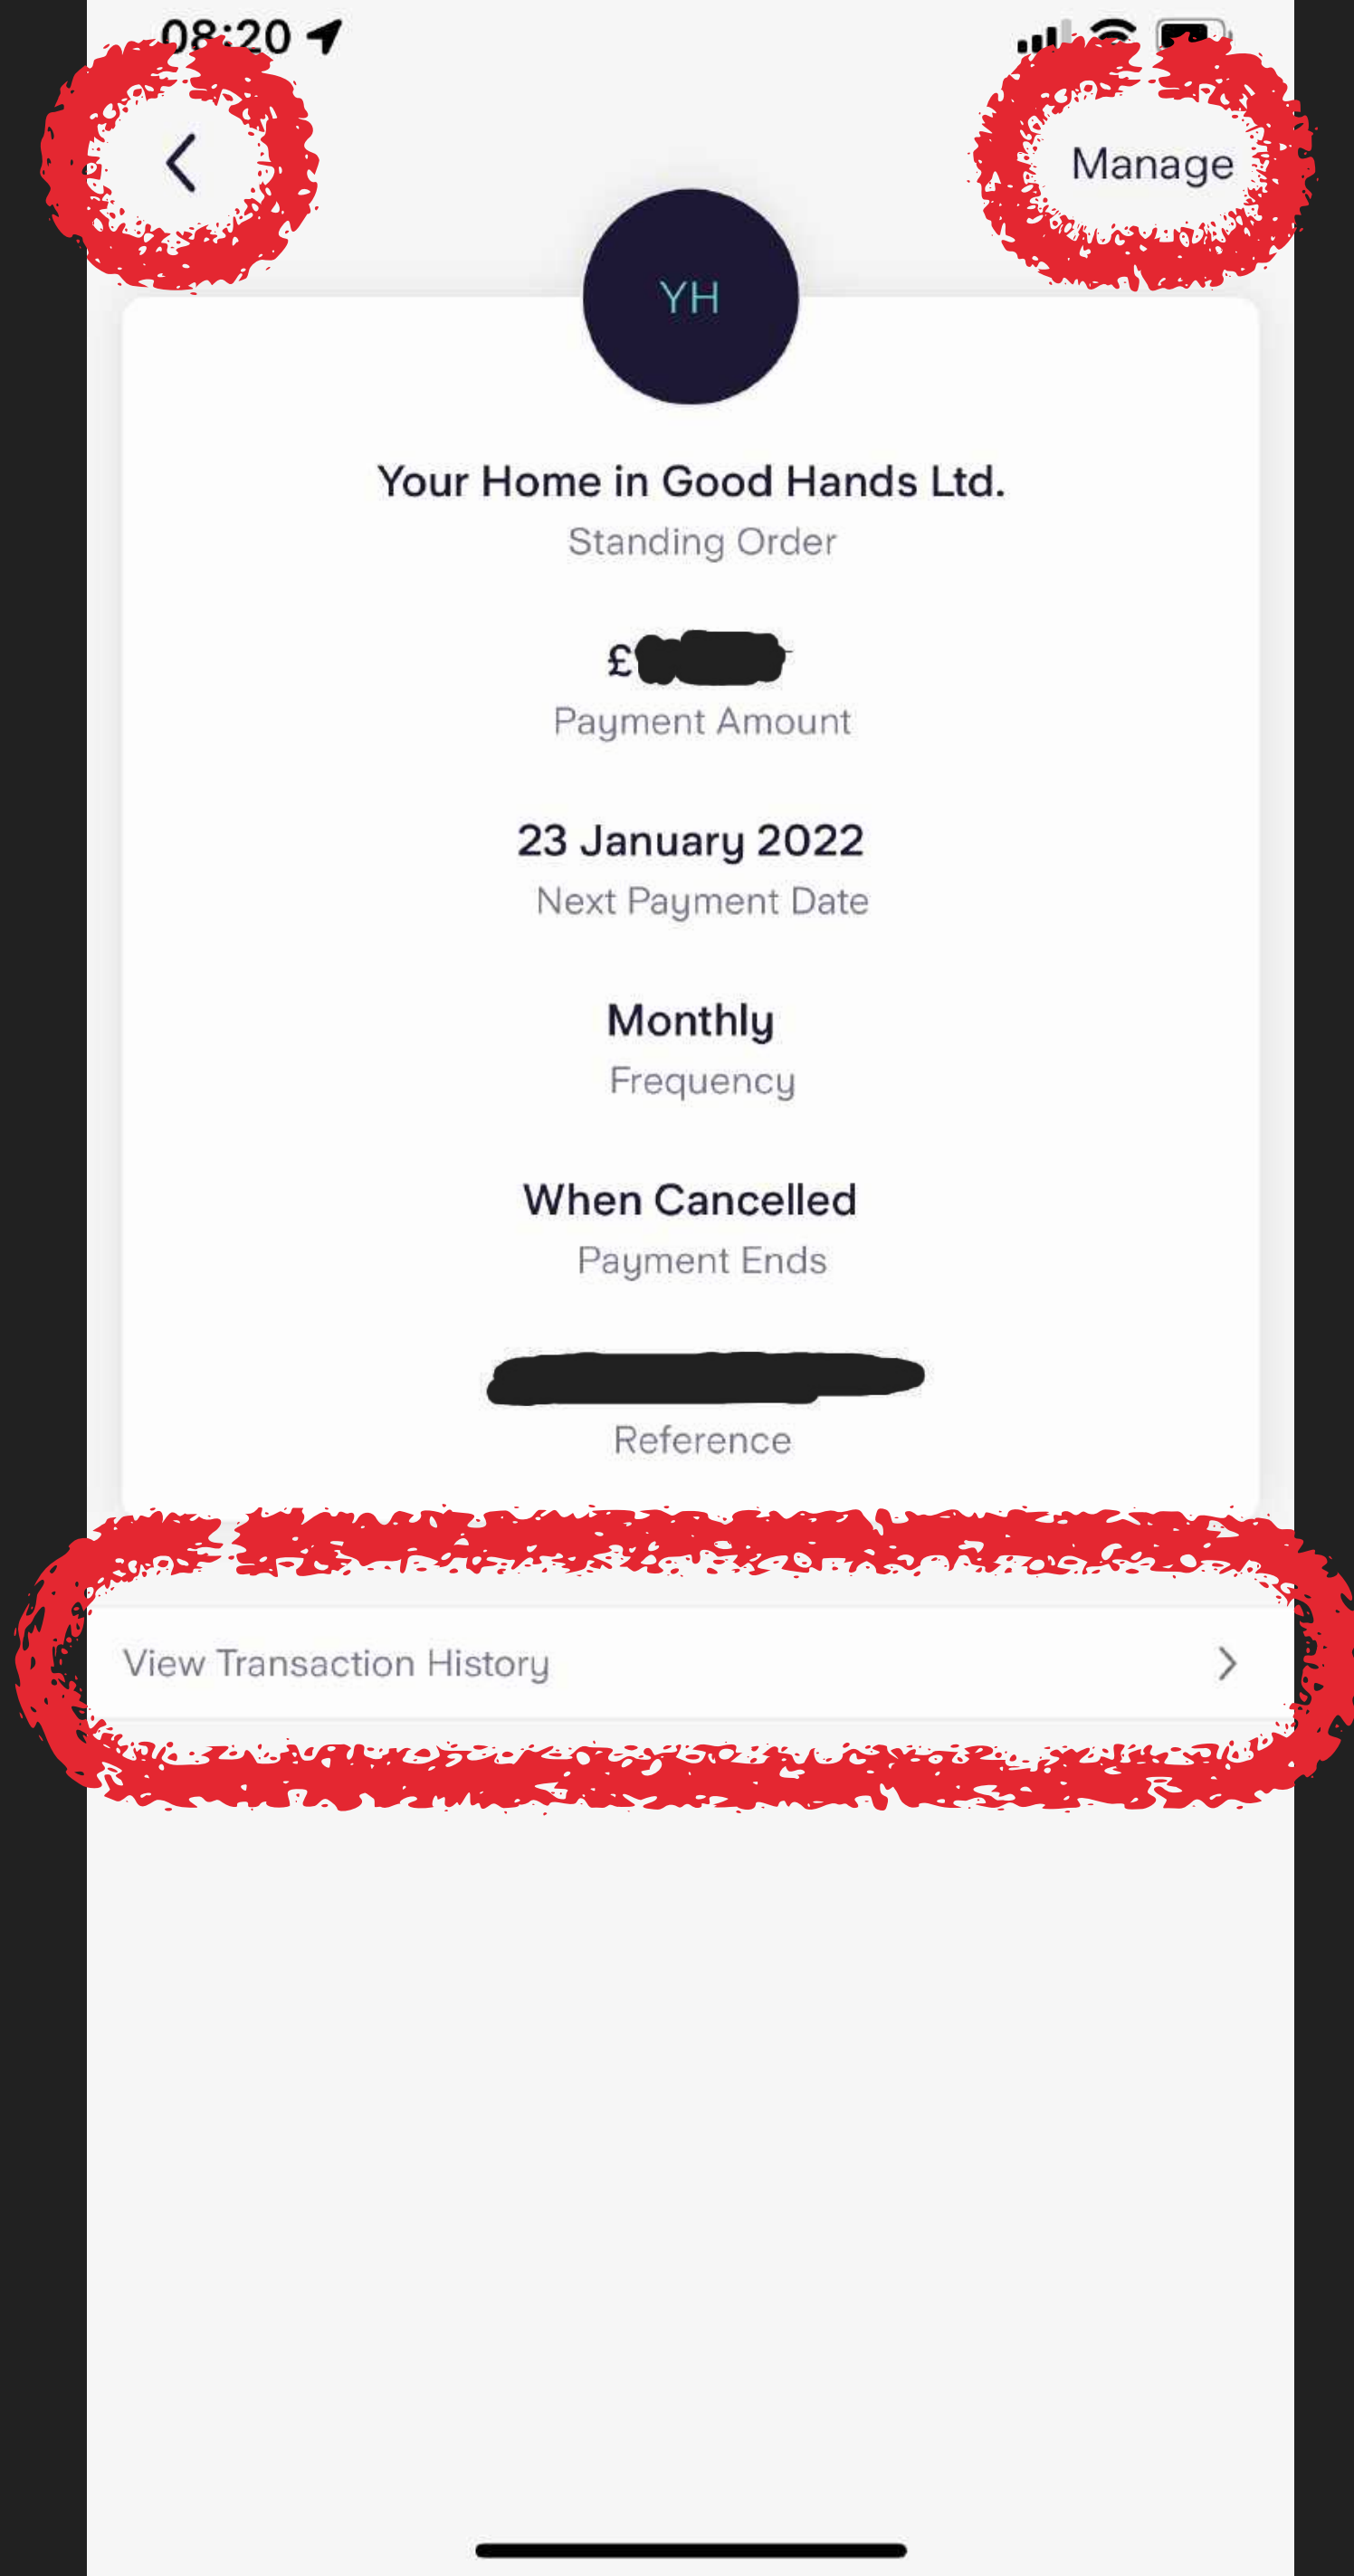 08:20
Manage
YH
Your Home in Good Hands Ltd.
Standing Order
£
Payment Amount
23 January 2022
Next Payment Date
Monthly
Frequency
When Cancelled
Payment Ends
Reference
View Transaction History